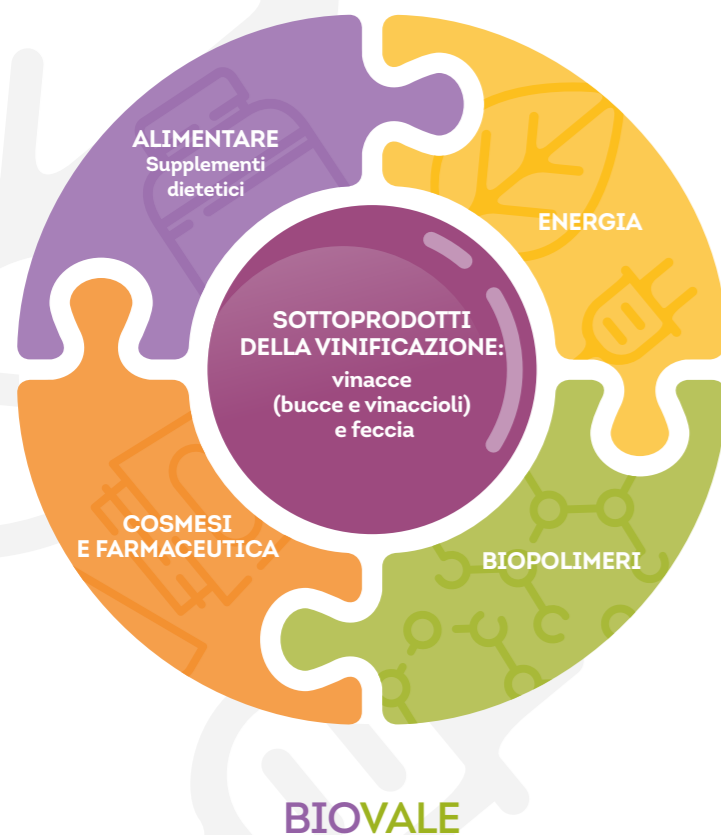 ALIMENTARE
Supplementi
dietetici
ENERGIA
SOTTOPRODOTTI
DELLA VINIFICAZIONE:
vinacce
(bucce e vinaccioli)
e feccia
COSMESI
E FARMACEUTICA
BIOPOLIMERI
BIOVALE